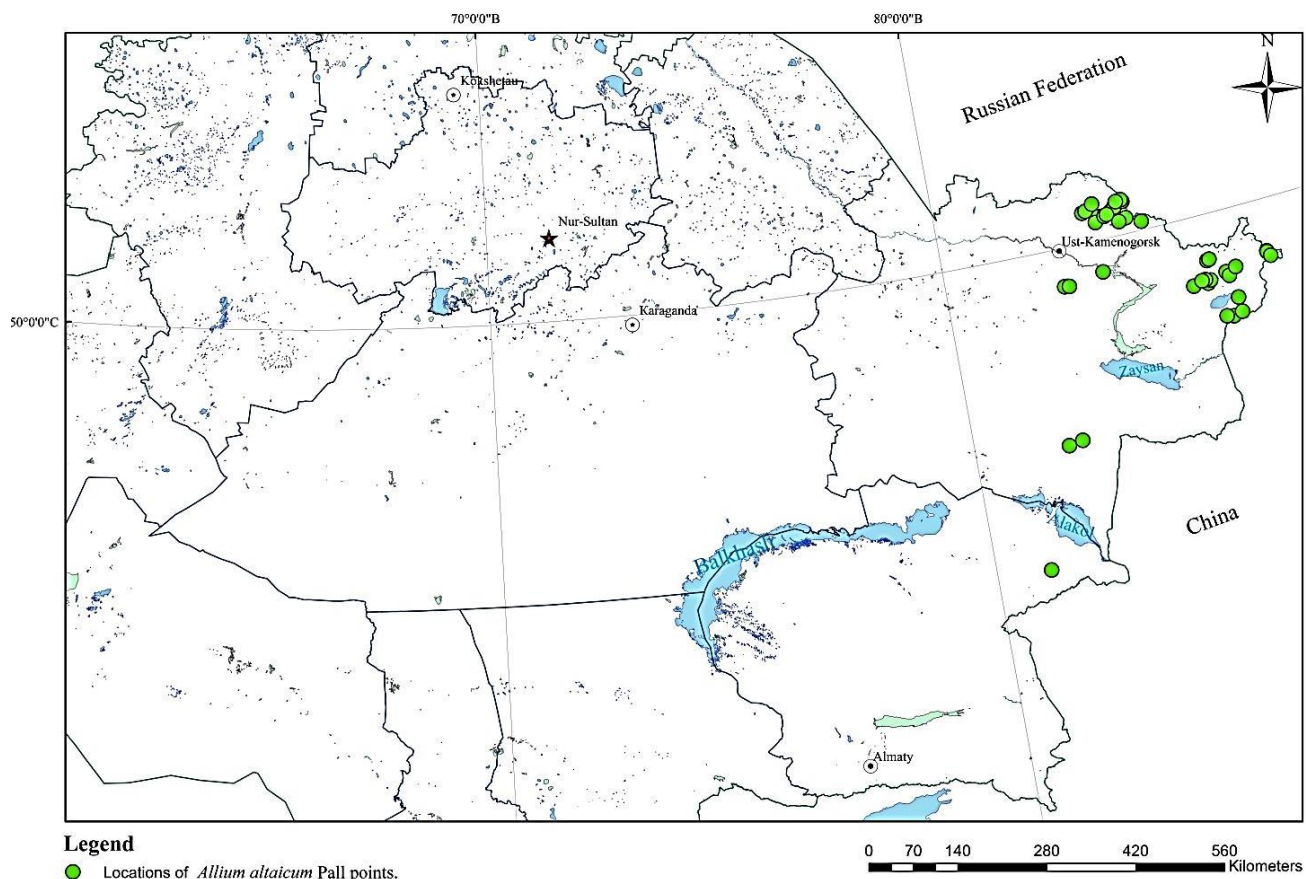 70°0'0"B
80°0'0"B
N
Russian Federation
Kokshetau
Nur-Sultan
Ust-Kamenogorsk
50°0'0"C
Karaganda
Zaysan
China
Alakol
Balkhash
Almaty
Legend
Locations of Allium altaicum Pall points.
0 70 140 280 420 560
Kilometers